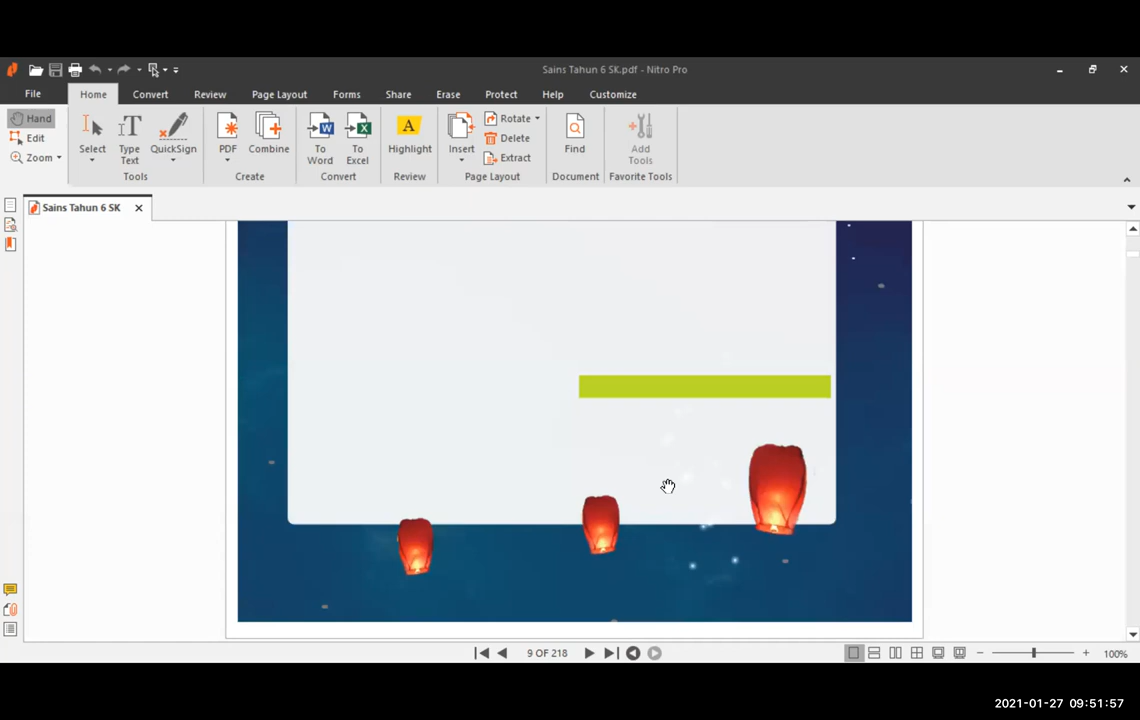 Sains Tahun 6 SK.pdf - Nitro Pro
File Home Convert Review Page Layout Forms Share Erase Protect Help Customize
Hand
Edit
Zoom
Select
Type Text
QuickSign
Tools
PDF
Combine
Create
To Word
To Excel
Convert
A
Highlight
Review
Insert
Rotate
Delete
Extract
Page Layout
Find
Document
Add Tools
Favorite Tools
Sains Tahun 6 SK
9 OF 218
100%
2021-01-27 09:51:57